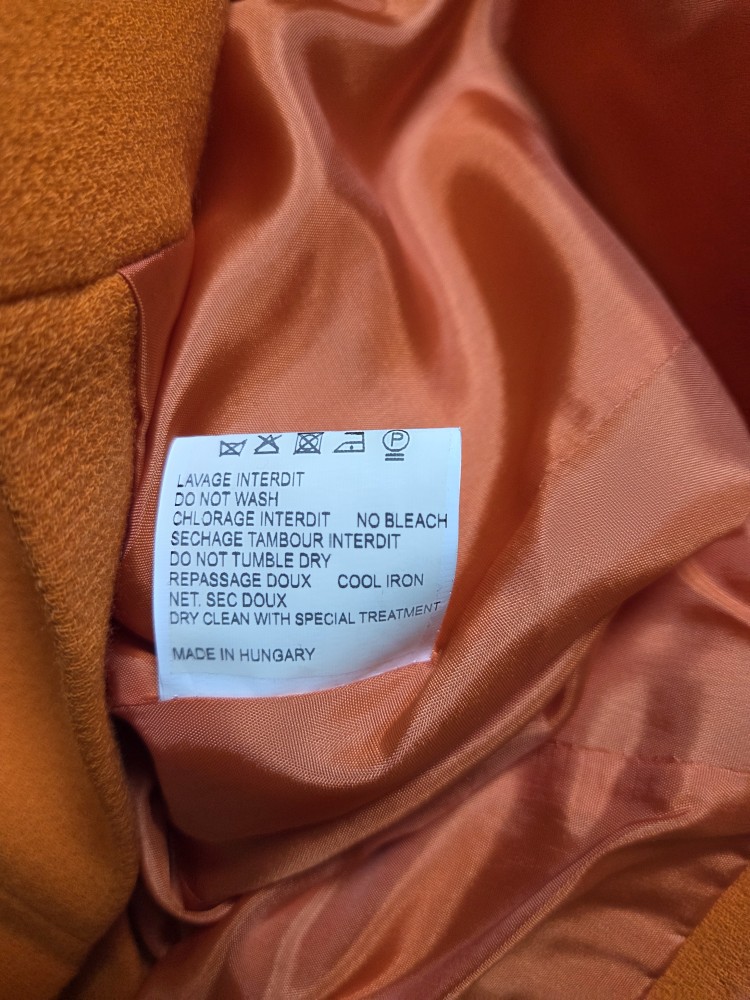 P
LAVAGE INTERDIT
DO NOT WASH
CHLORAGE INTERDIT NO BLEACH
SECHAGE TAMBOUR INTERDIT
DO NOT TUMBLE DRY
REPASSAGE DOUX COOL IRON
NET. SEC DOUX
DRY CLEAN WITH SPECIAL TREATMENT
MADE IN HUNGARY